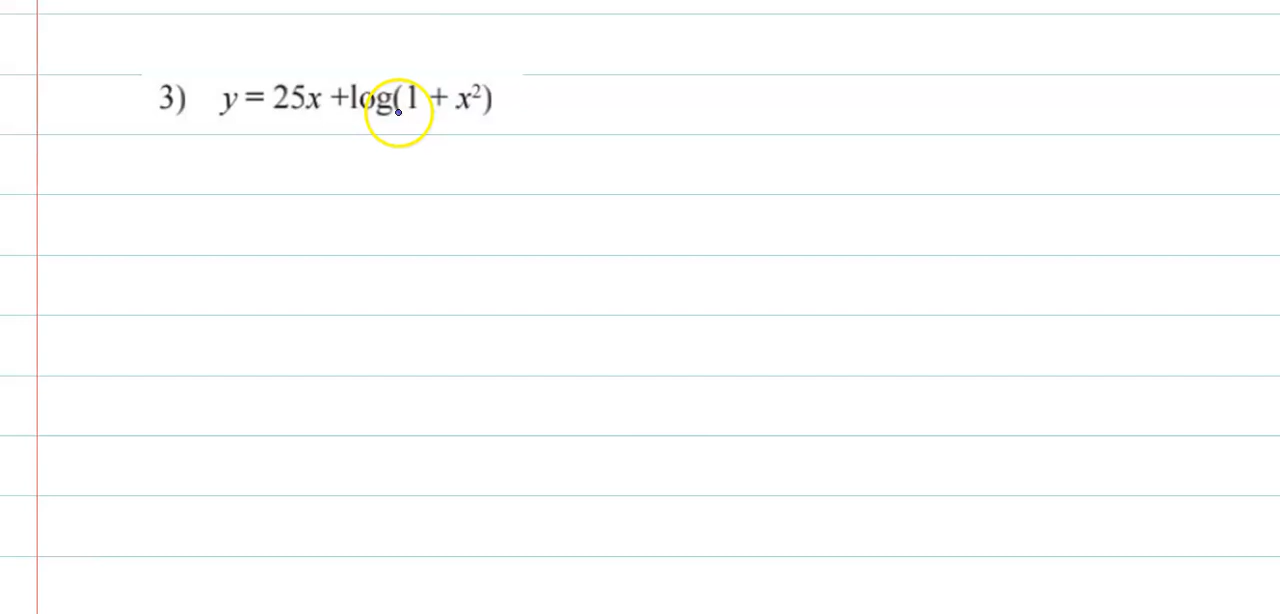 3) y = 25x +log(1 + x²)